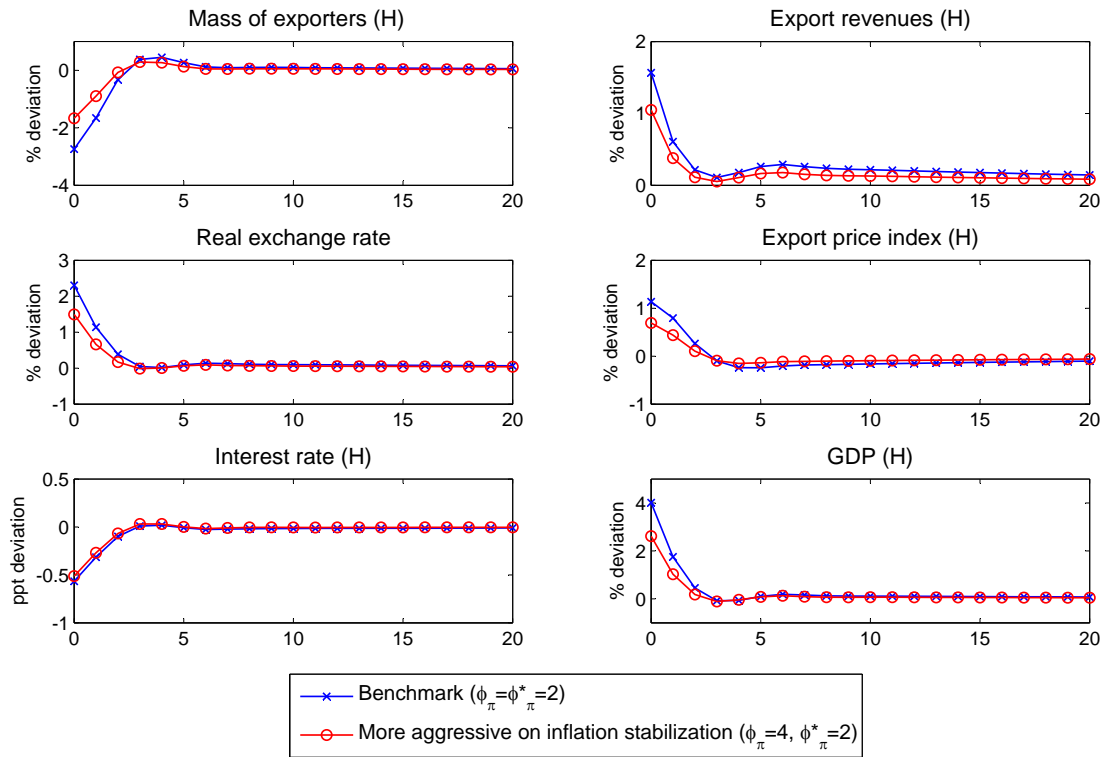 Mass of exporters (H)
% deviation
0
-2
-4
0 5 10 15 20
Export revenues (H)
% deviation
2
1
0
0 5 10 15 20
Real exchange rate
% deviation
3
2
1
0
-1
0 5 10 15 20
Export price index (H)
% deviation
2
1
0
-1
0 5 10 15 20
Interest rate (H)
ppt deviation
0.5
0
-0.5
-1
0 5 10 15 20
GDP (H)
% deviation
4
2
0
0 5 10 15 20
Benchmark (ϕ_π=ϕ*_π=2)
More aggressive on inflation stabilization (ϕ_π=4, ϕ*_π=2)